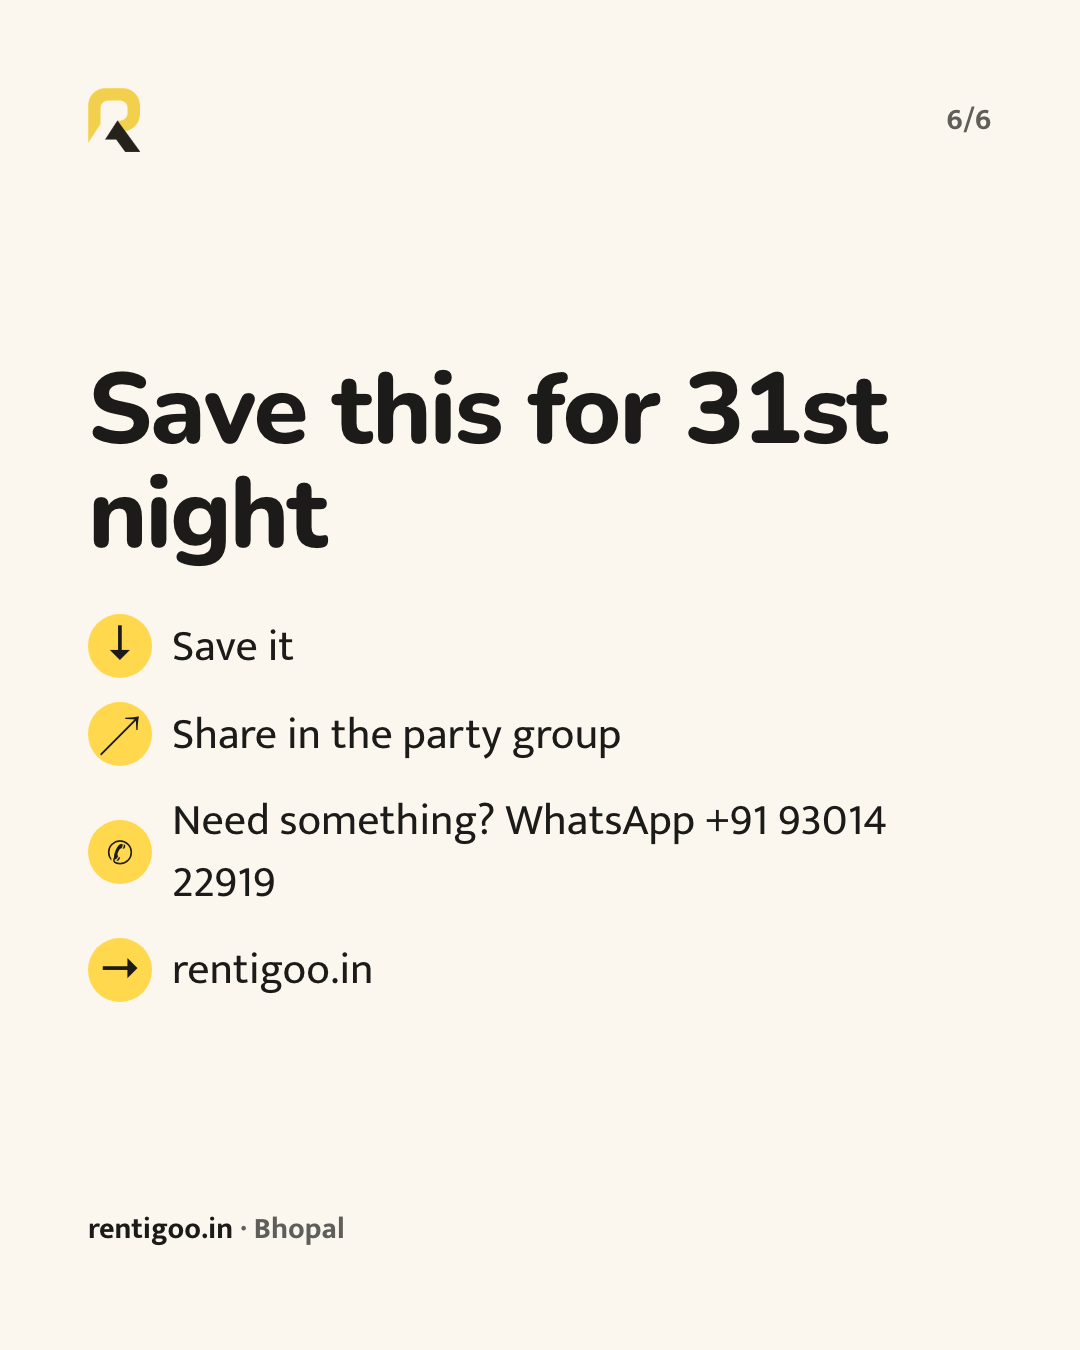 6/6
Save this for 31st
night
↓ Save it
↗ Share in the party group
✆ Need something? WhatsApp +91 93014
22919
→ rentigoo.in
rentigoo.in · Bhopal